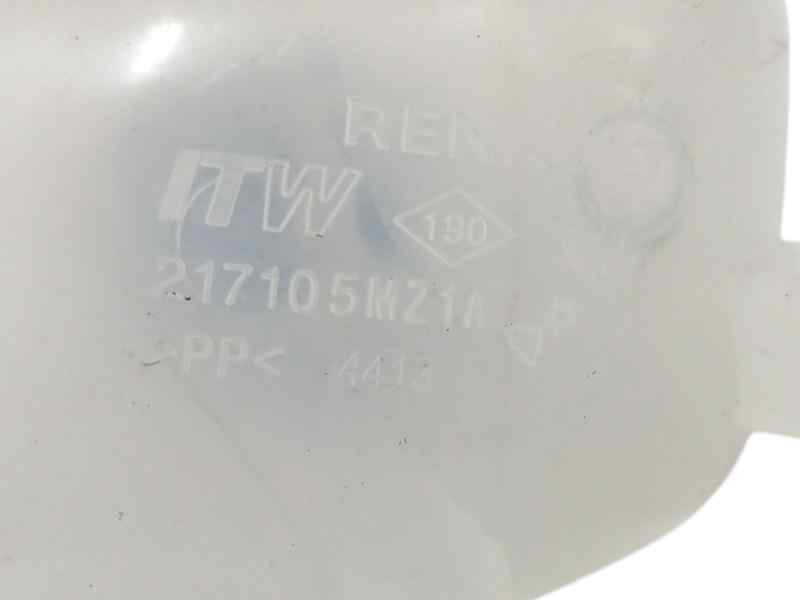 REN
ITW
190
217105MZ1A
>PP<